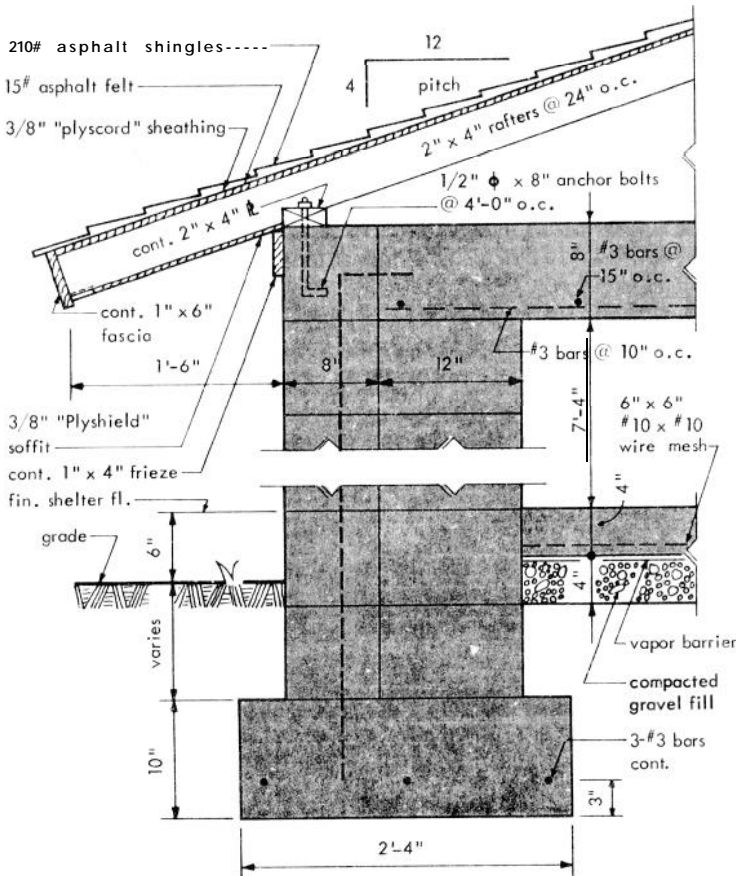 210# asphalt shingles-----
12
15# asphalt felt
4
pitch
3/8" "plyscord" sheathing
2" x 4" rafters @ 24" o.c.
1/2" ϕ x 8" anchor bolts
@ 4'-0" o.c.
cont. 2" x 4" ℄
8"
#3 bars @
15" o.c.
cont. 1" x 6"
fascia
#3 bars @ 10" o.c.
1'-6"
8"
12"
7'-4"
6" x 6"
#10 x #10
wire mesh
3/8" "Plyshield"
soffit
cont. 1" x 4" frieze
fin. shelter fl.
4"
grade
6"
4"
varies
vapor barrier
compacted
gravel fill
10"
3-#3 bars
cont.
3"
2'-4"